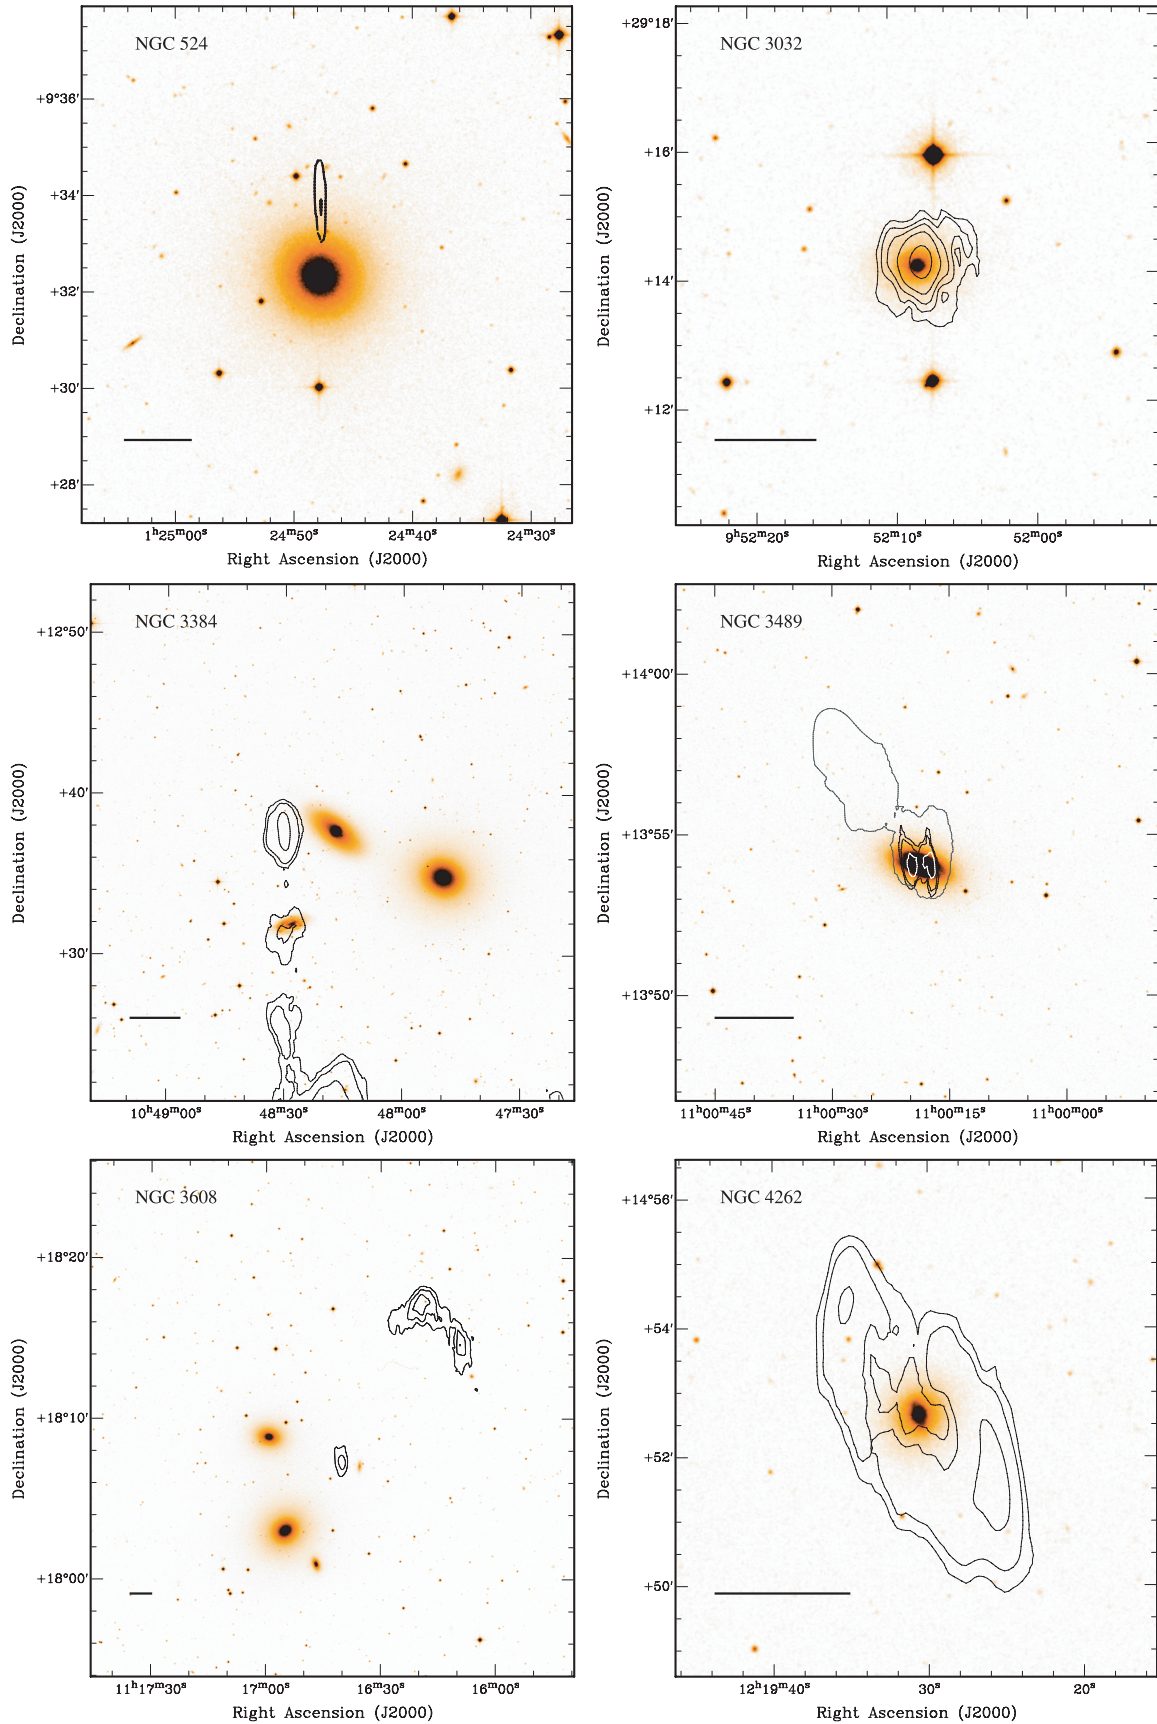 NGC 524
+9°36′
+34′
+32′
+30′
+28′
Declination (J2000)
1ʰ25ᵐ00ˢ 24ᵐ50ˢ 24ᵐ40ˢ 24ᵐ30ˢ
Right Ascension (J2000)
NGC 3032
+29°18′
+16′
+14′
+12′
Declination (J2000)
9ʰ52ᵐ20ˢ 52ᵐ10ˢ 52ᵐ00ˢ
Right Ascension (J2000)
NGC 3384
+12°50′
+40′
+30′
Declination (J2000)
10ʰ49ᵐ00ˢ 48ᵐ30ˢ 48ᵐ00ˢ 47ᵐ30ˢ
Right Ascension (J2000)
NGC 3489
+14°00′
+13°55′
+13°50′
Declination (J2000)
11ʰ00ᵐ45ˢ 11ʰ00ᵐ30ˢ 11ʰ00ᵐ15ˢ 11ʰ00ᵐ00ˢ
Right Ascension (J2000)
NGC 3608
+18°20′
+18°10′
+18°00′
Declination (J2000)
11ʰ17ᵐ30ˢ 17ᵐ00ˢ 16ᵐ30ˢ 16ᵐ00ˢ
Right Ascension (J2000)
NGC 4262
+14°56′
+54′
+52′
+50′
Declination (J2000)
12ʰ19ᵐ40ˢ 30ˢ 20ˢ
Right Ascension (J2000)